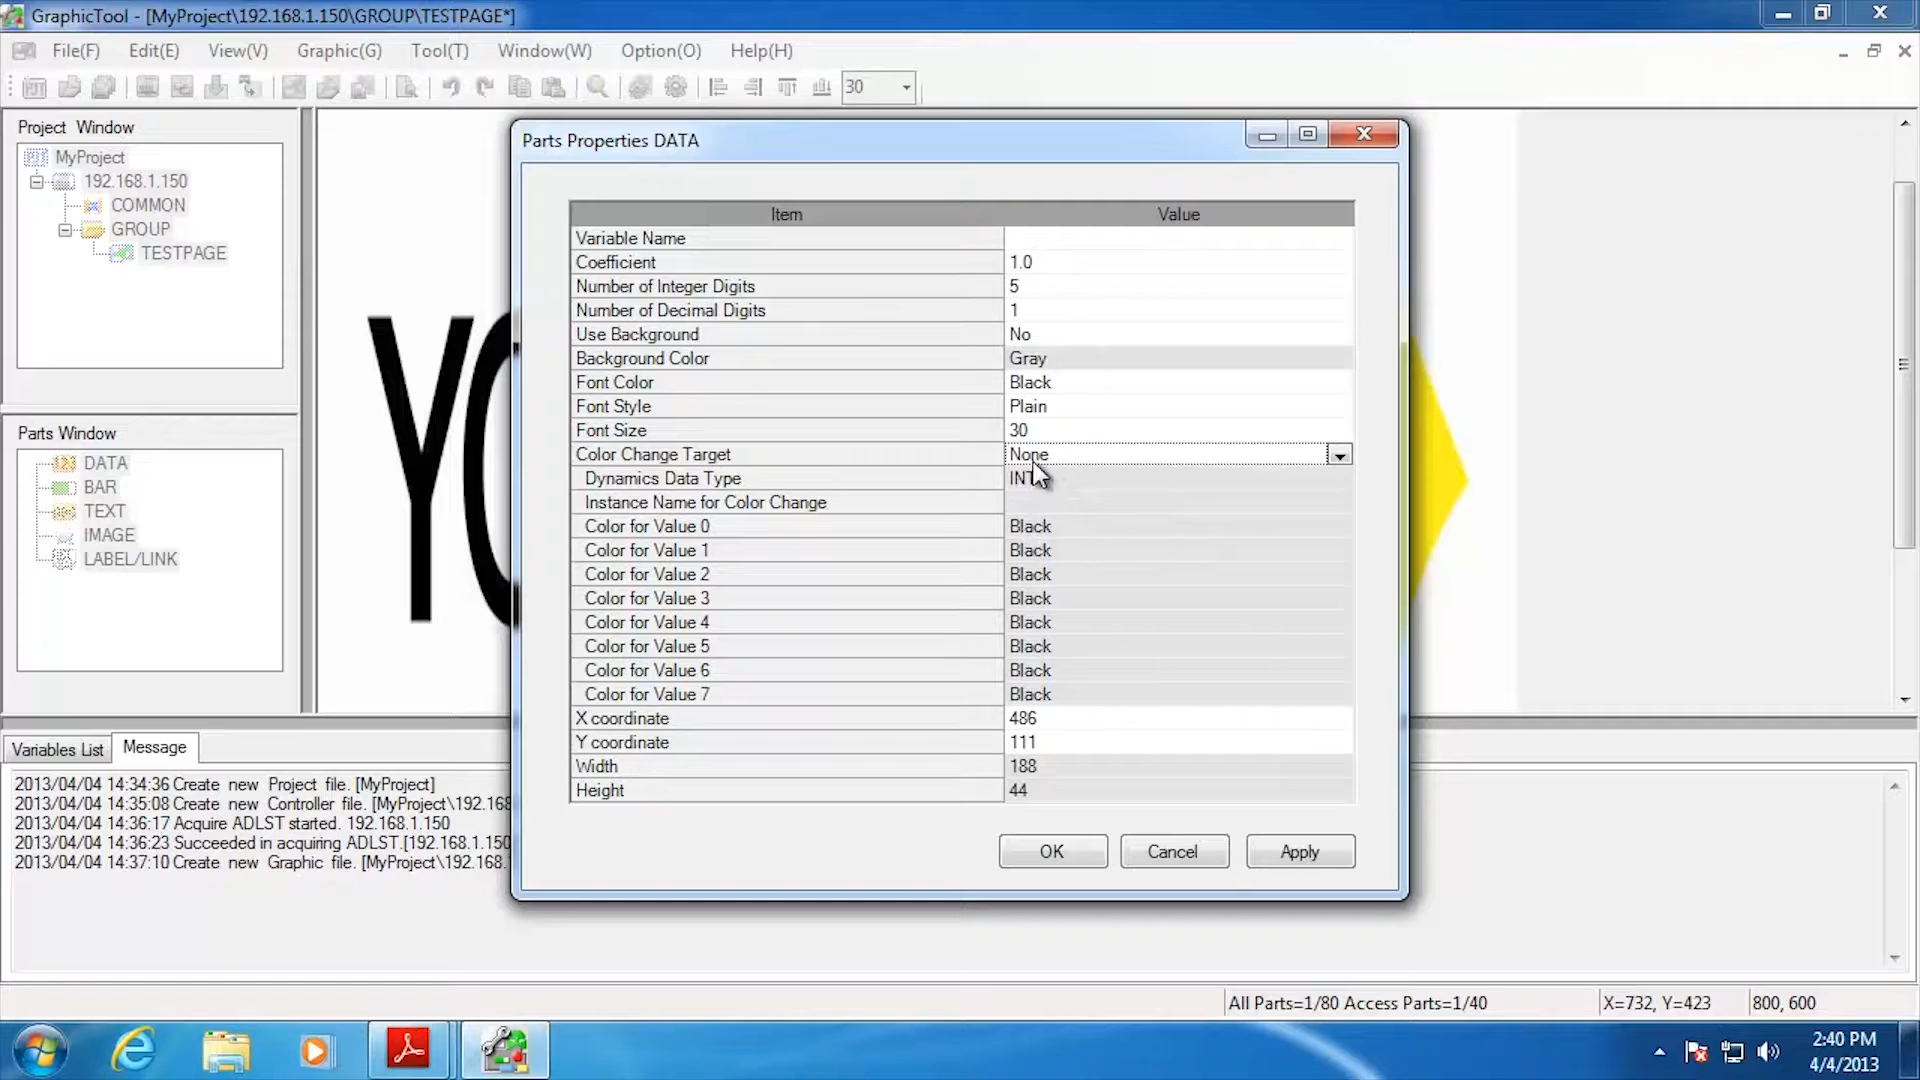 GraphicTool - [MyProject\192.168.1.150\GROUP\TESTPAGE*]
File(F) Edit(E) View(V) Graphic(G) Tool(T) Window(W) Option(O) Help(H)
30
Project Window
MyProject
192.168.1.150
COMMON
GROUP
TESTPAGE
Parts Window
DATA
BAR
TEXT
IMAGE
LABEL/LINK
Parts Properties DATA
Item Value
Variable Name
Coefficient 1.0
Number of Integer Digits 5
Number of Decimal Digits 1
Use Background No
Background Color Gray
Font Color Black
Font Style Plain
Font Size 30
Color Change Target None
Dynamics Data Type INT
Instance Name for Color Change
Color for Value 0 Black
Color for Value 1 Black
Color for Value 2 Black
Color for Value 3 Black
Color for Value 4 Black
Color for Value 5 Black
Color for Value 6 Black
Color for Value 7 Black
X coordinate 486
Y coordinate 111
Width 188
Height 44
OK Cancel Apply
Variables List Message
2013/04/04 14:34:36 Create new Project file. [MyProject]
2013/04/04 14:35:08 Create new Controller file. [MyProject\192.168
2013/04/04 14:36:17 Acquire ADLST started. 192.168.1.150
2013/04/04 14:36:23 Succeeded in acquiring ADLST.[192.168.1.150
2013/04/04 14:37:10 Create new Graphic file. [MyProject\192.168.
All Parts=1/80 Access Parts=1/40 X=732, Y=423 800, 600
2:40 PM
4/4/2013